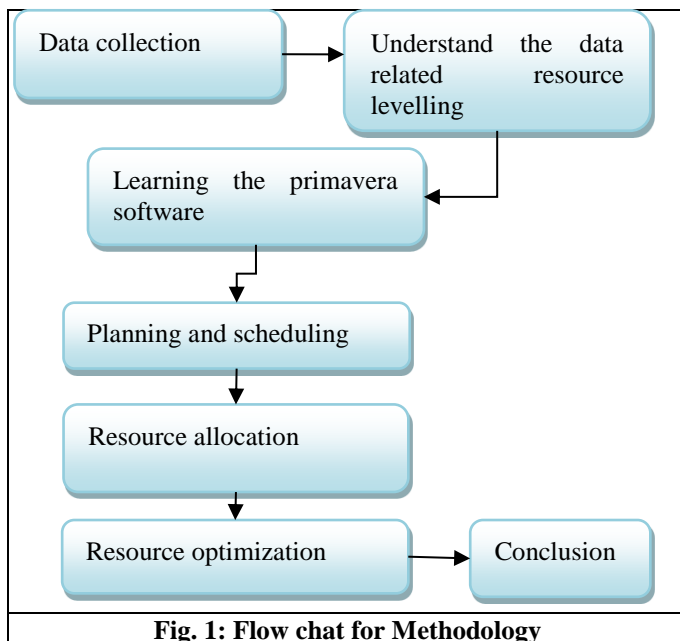 Data collection
Understand the data
related resource
levelling
Learning the primavera
software
Planning and scheduling
Resource allocation
Resource optimization
Conclusion
Fig. 1: Flow chat for Methodology